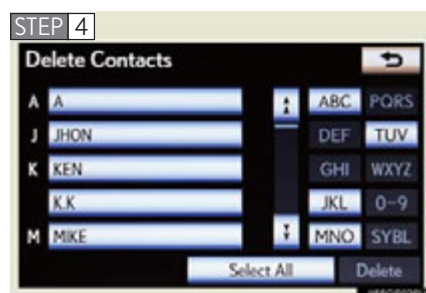 STEP 4
Delete Contacts
A A ABC PQRS
J JHON DEF TUV
K KEN GHI WXYZ
K.K JKL 0-9
M MIKE MNO SYBL
Select All Delete